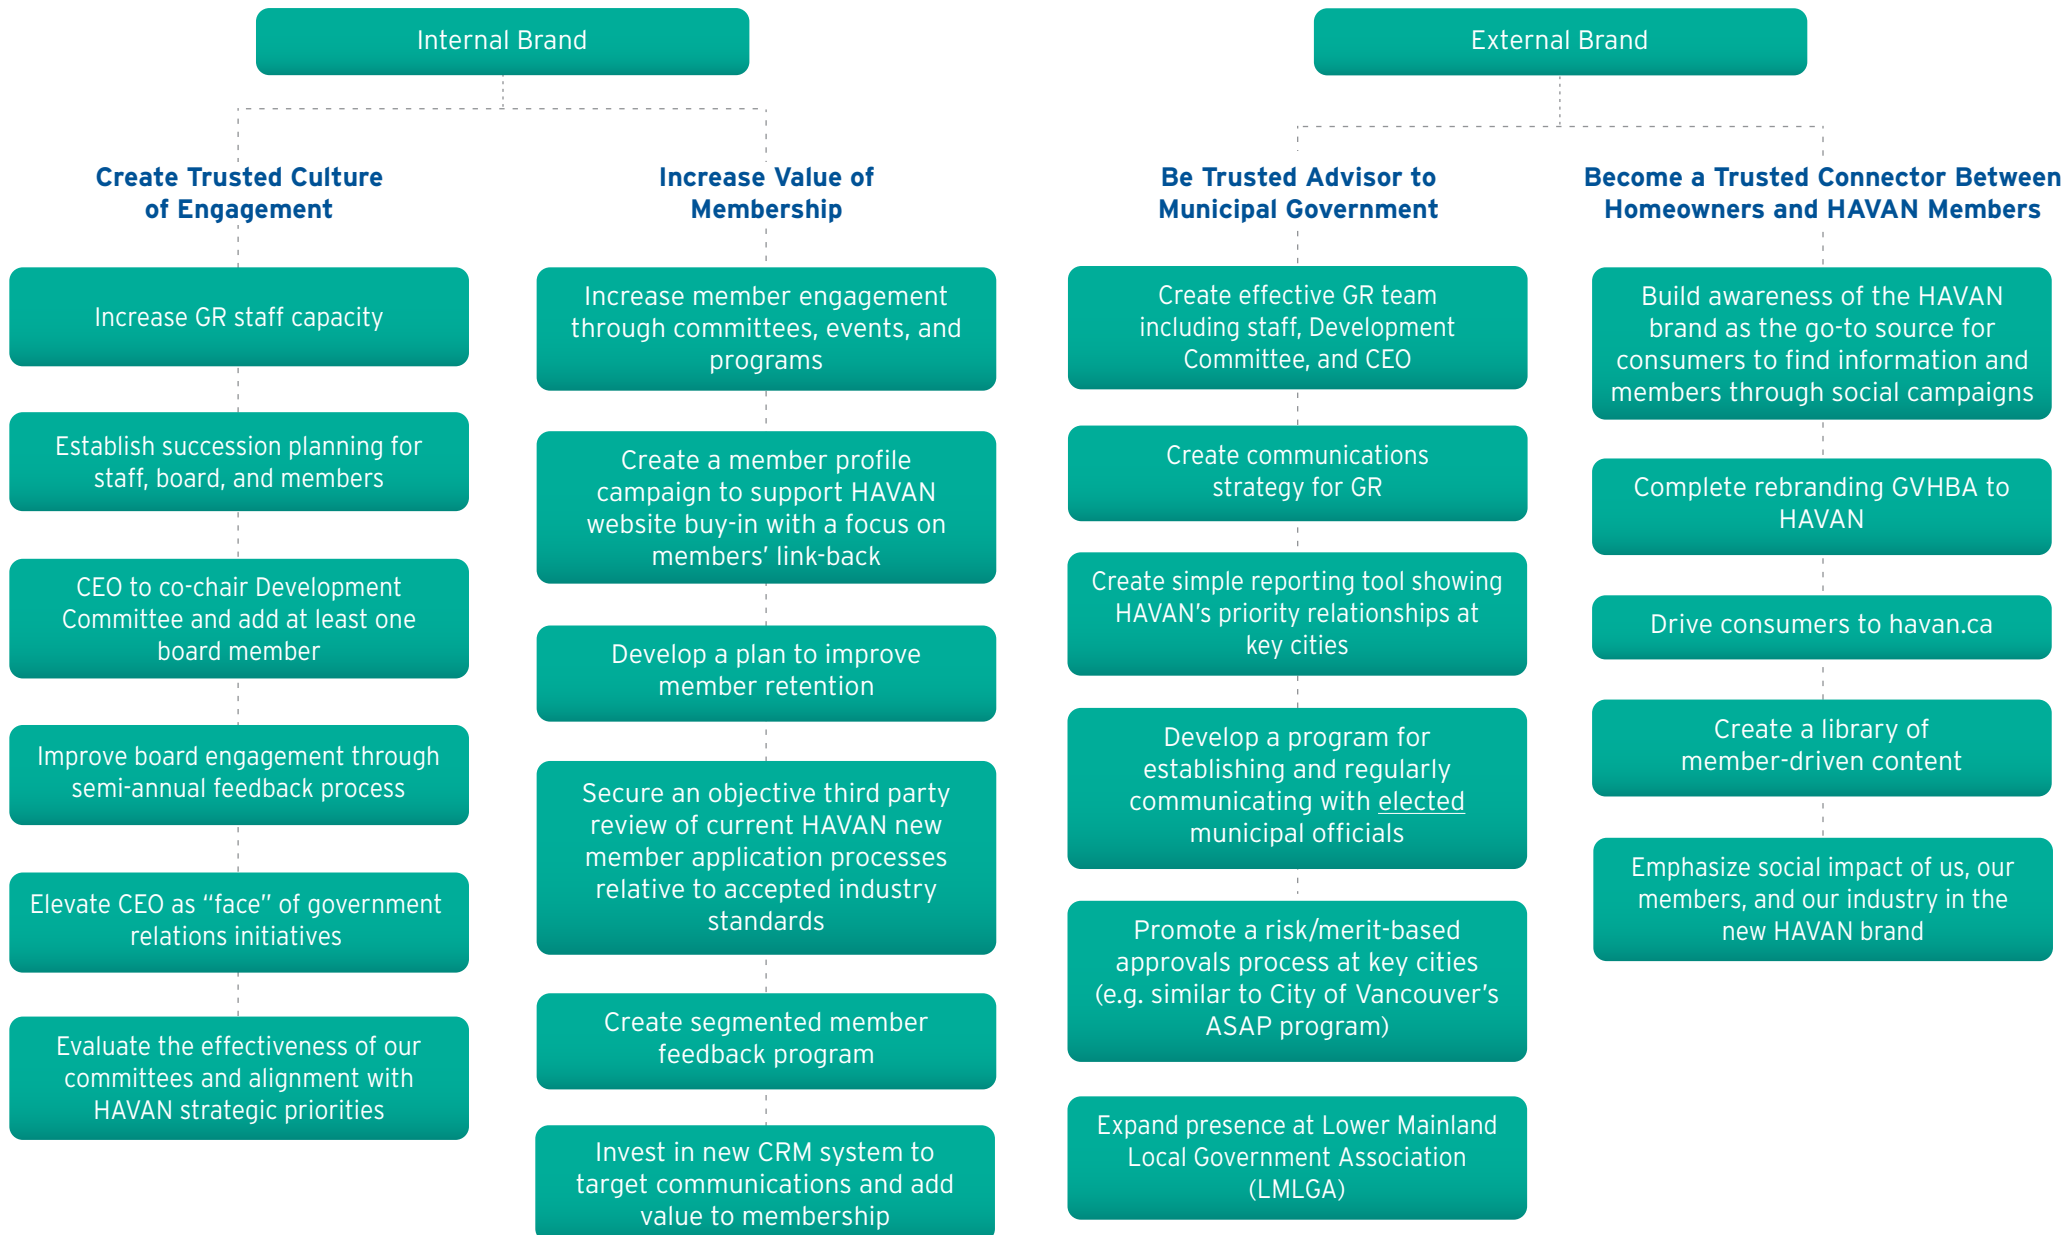 Internal Brand
External Brand
Create Trusted Culture
of Engagement
Increase GR staff capacity
Establish succession planning for
staff, board, and members
CEO to co-chair Development
Committee and add at least one
board member
Improve board engagement through
semi-annual feedback process
Elevate CEO as “face” of government
relations initiatives
Evaluate the effectiveness of our
committees and alignment with
HAVAN strategic priorities
Increase Value of
Membership
Increase member engagement
through committees, events, and
programs
Create a member profile
campaign to support HAVAN
website buy-in with a focus on
members’ link-back
Develop a plan to improve
member retention
Secure an objective third party
review of current HAVAN new
member application processes
relative to accepted industry
standards
Create segmented member
feedback program
Invest in new CRM system to
target communications and add
value to membership
Be Trusted Advisor to
Municipal Government
Create effective GR team
including staff, Development
Committee, and CEO
Create communications
strategy for GR
Create simple reporting tool showing
HAVAN’s priority relationships at
key cities
Develop a program for
establishing and regularly
communicating with elected
municipal officials
Promote a risk/merit-based
approvals process at key cities
(e.g. similar to City of Vancouver’s
ASAP program)
Expand presence at Lower Mainland
Local Government Association
(LMLGA)
Become a Trusted Connector Between
Homeowners and HAVAN Members
Build awareness of the HAVAN
brand as the go-to source for
consumers to find information and
members through social campaigns
Complete rebranding GVHBA to
HAVAN
Drive consumers to havan.ca
Create a library of
member-driven content
Emphasize social impact of us, our
members, and our industry in the
new HAVAN brand